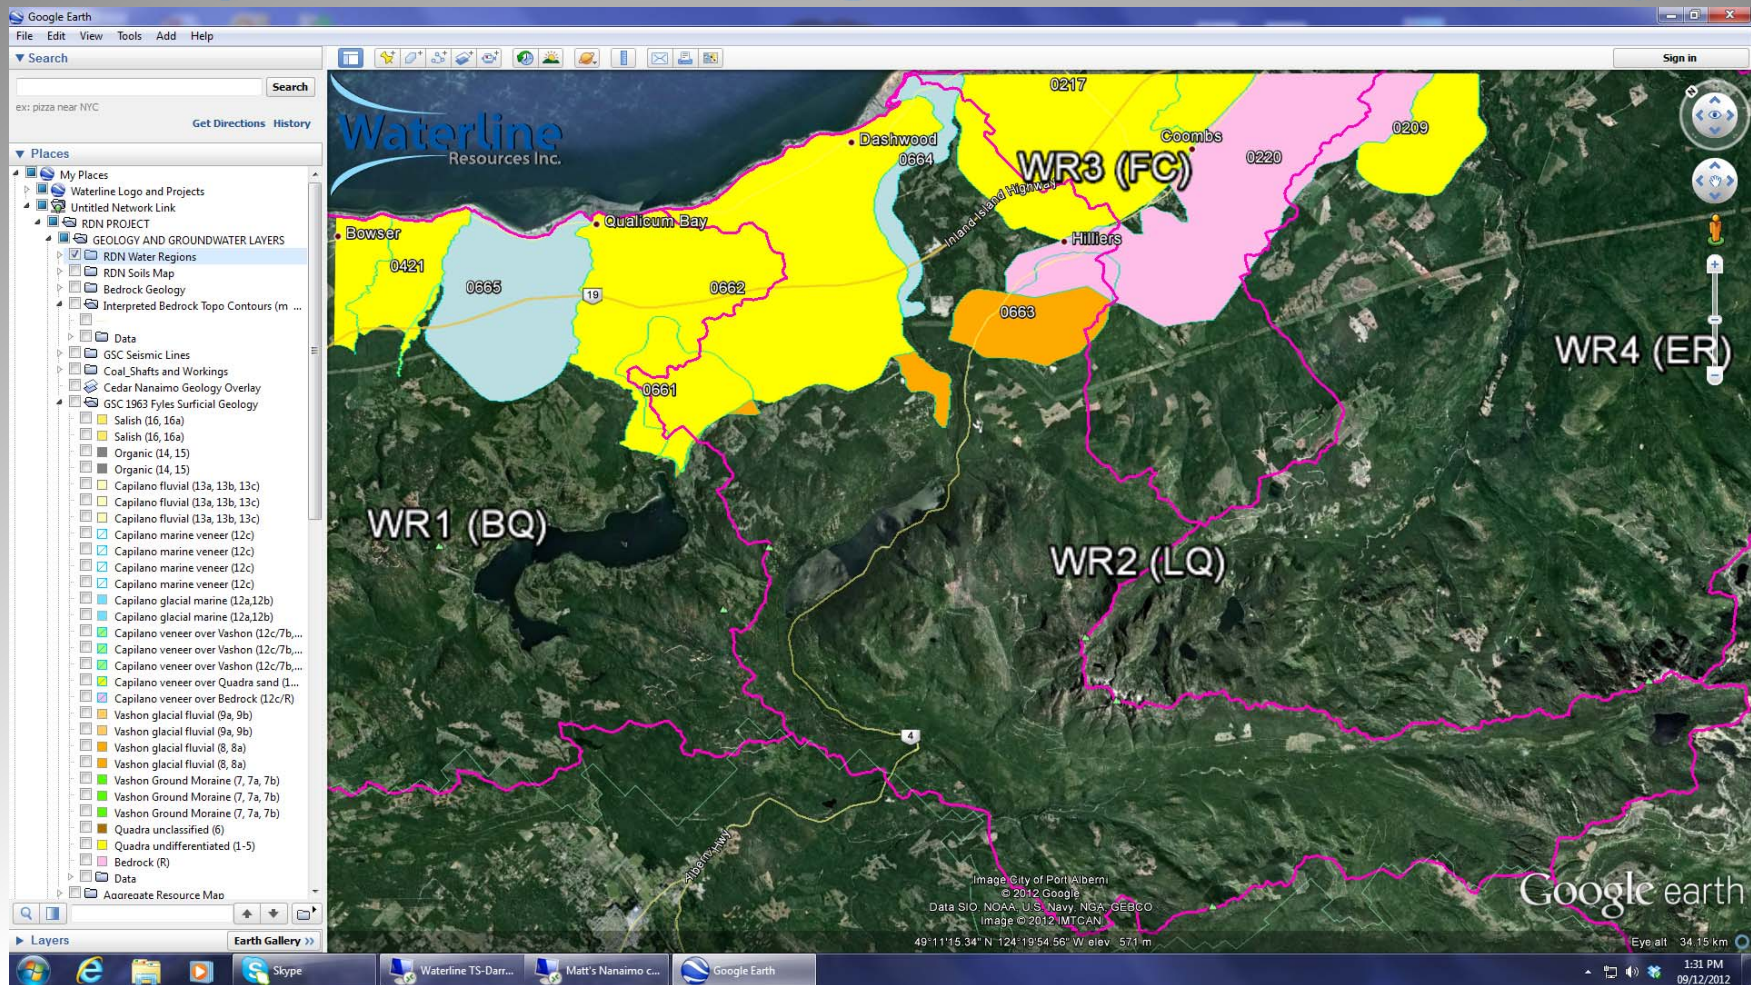 Google Earth
File Edit View Tools Add Help
Search
Search
ex: pizza near NYC
Get Directions History
Places
My Places
Waterline Logo and Projects
Untitled Network Link
RDN PROJECT
GEOLOGY AND GROUNDWATER LAYERS
RDN Water Regions
RDN Soils Map
Bedrock Geology
Interpreted Bedrock Topo Contours (m ...
Data
GSC Seismic Lines
Coal_Shafts and Workings
Cedar Nanaimo Geology Overlay
GSC 1963 Fyles Surficial Geology
Salish (16, 16a)
Salish (16, 16a)
Organic (14, 15)
Organic (14, 15)
Capilano fluvial (13a, 13b, 13c)
Capilano fluvial (13a, 13b, 13c)
Capilano fluvial (13a, 13b, 13c)
Capilano marine veneer (12c)
Capilano marine veneer (12c)
Capilano marine veneer (12c)
Capilano marine veneer (12c)
Capilano glacial marine (12a,12b)
Capilano glacial marine (12a,12b)
Capilano veneer over Vashon (12c/7b,...
Capilano veneer over Vashon (12c/7b,...
Capilano veneer over Vashon (12c/7b,...
Capilano veneer over Quadra sand (1...
Capilano veneer over Bedrock (12c/R)
Vashon glacial fluvial (9a, 9b)
Vashon glacial fluvial (9a, 9b)
Vashon glacial fluvial (8, 8a)
Vashon glacial fluvial (8, 8a)
Vashon Ground Moraine (7, 7a, 7b)
Vashon Ground Moraine (7, 7a, 7b)
Vashon Ground Moraine (7, 7a, 7b)
Quadra unclassified (6)
Quadra undifferentiated (1-5)
Bedrock (R)
Data
Aggregate Resource Map
Layers
Earth Gallery »
Sign in
Waterline
Resources Inc.
0217
Dashwood
Coombs
0209
0664
WR3 (FC)
0220
Inland-Island Highway
Qualicum Bay
Bowser
Hilliers
0421
0665
19
0662
0663
WR4 (ER)
0661
WR1 (BQ)
WR2 (LQ)
4
Alberni Hwy
Image City of Port Alberni
© 2012 Google
Data SIO, NOAA, U.S. Navy, NGA, GEBCO
Image © 2012 IMTCAN
Google earth
49°11'15.34" N 124°19'54.56" W elev 571 m
Eye alt 34.15 km
Skype
Waterline TS-Darr...
Matt's Nanaimo c...
Google Earth
1:31 PM
09/12/2012